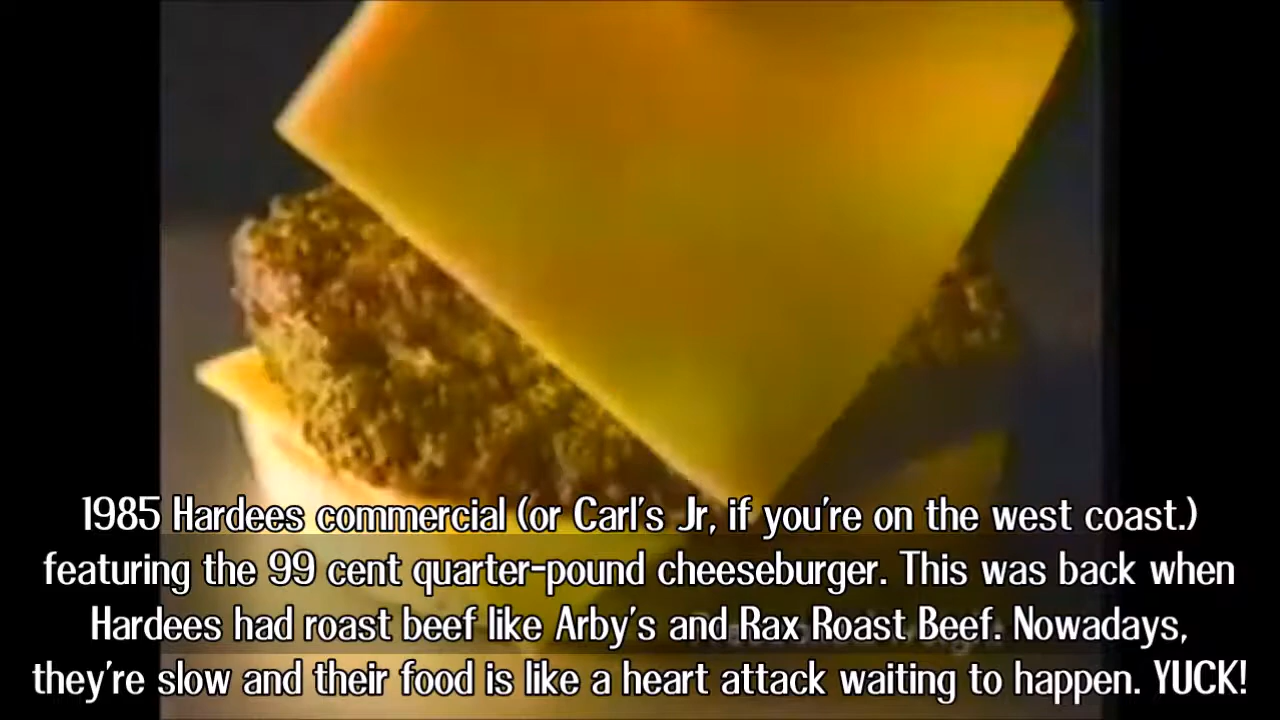 1985 Hardees commercial (or Carl's Jr, if you're on the west coast.)
featuring the 99 cent quarter-pound cheeseburger. This was back when
Hardees had roast beef like Arby's and Rax Roast Beef. Nowadays,
they're slow and their food is like a heart attack waiting to happen. YUCK!